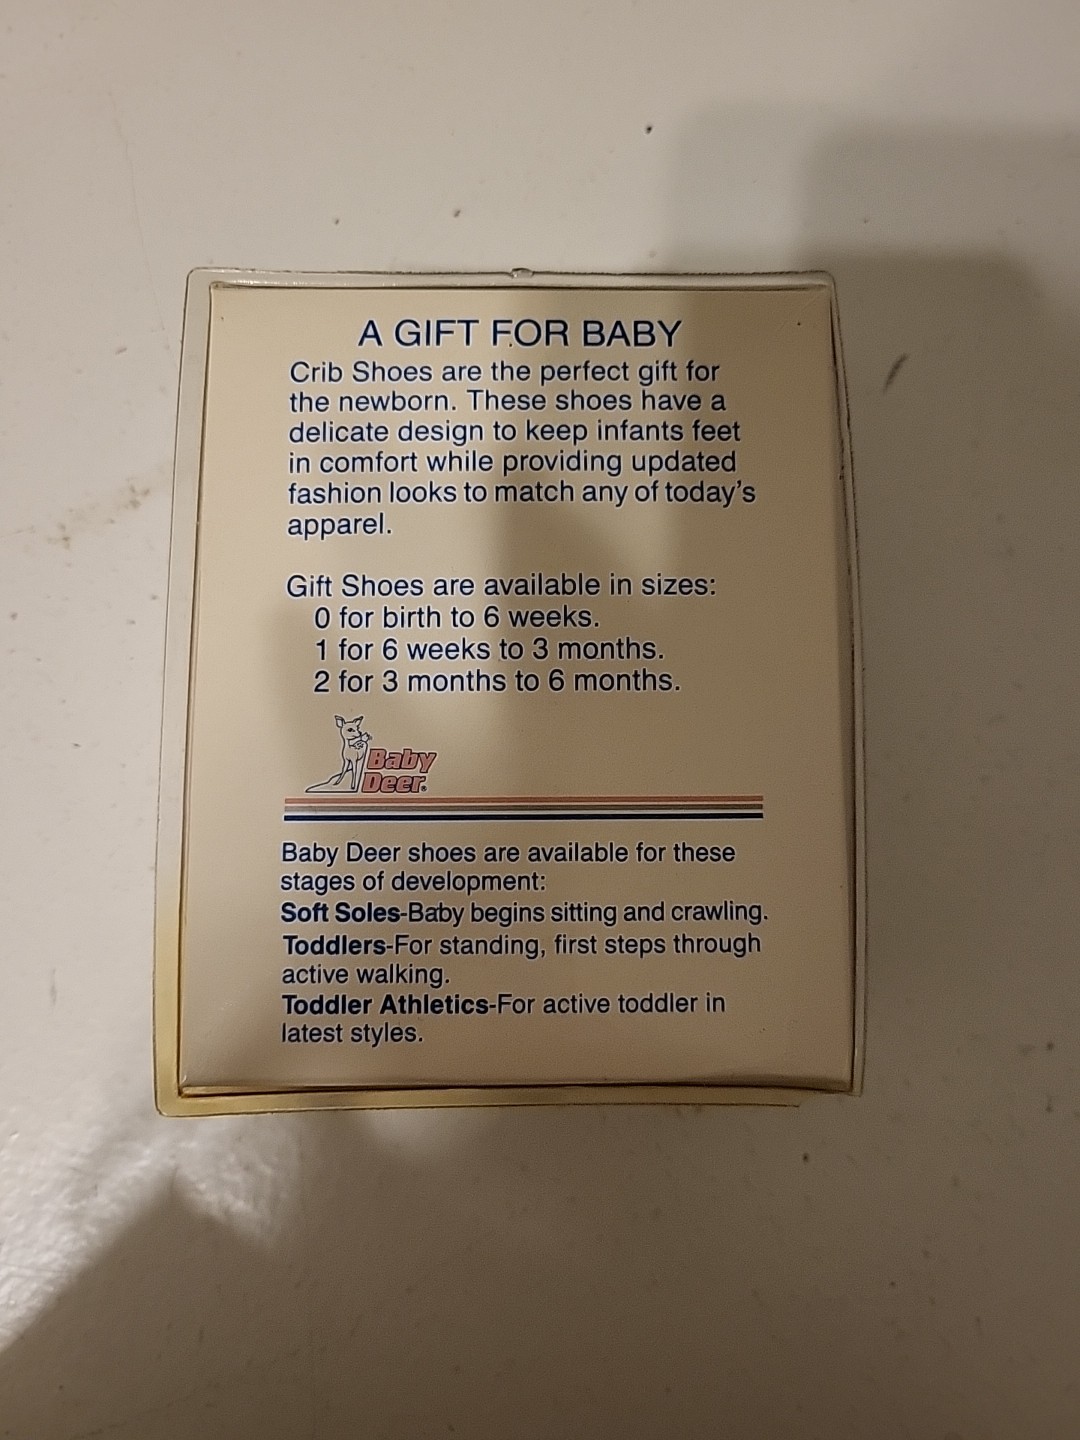 A GIFT FOR BABY
Crib Shoes are the perfect gift for
the newborn. These shoes have a
delicate design to keep infants feet
in comfort while providing updated
fashion looks to match any of today's
apparel.
Gift Shoes are available in sizes:
0 for birth to 6 weeks.
1 for 6 weeks to 3 months.
2 for 3 months to 6 months.
Baby
Deer®
Baby Deer shoes are available for these
stages of development:
Soft Soles-Baby begins sitting and crawling.
Toddlers-For standing, first steps through
active walking.
Toddler Athletics-For active toddler in
latest styles.